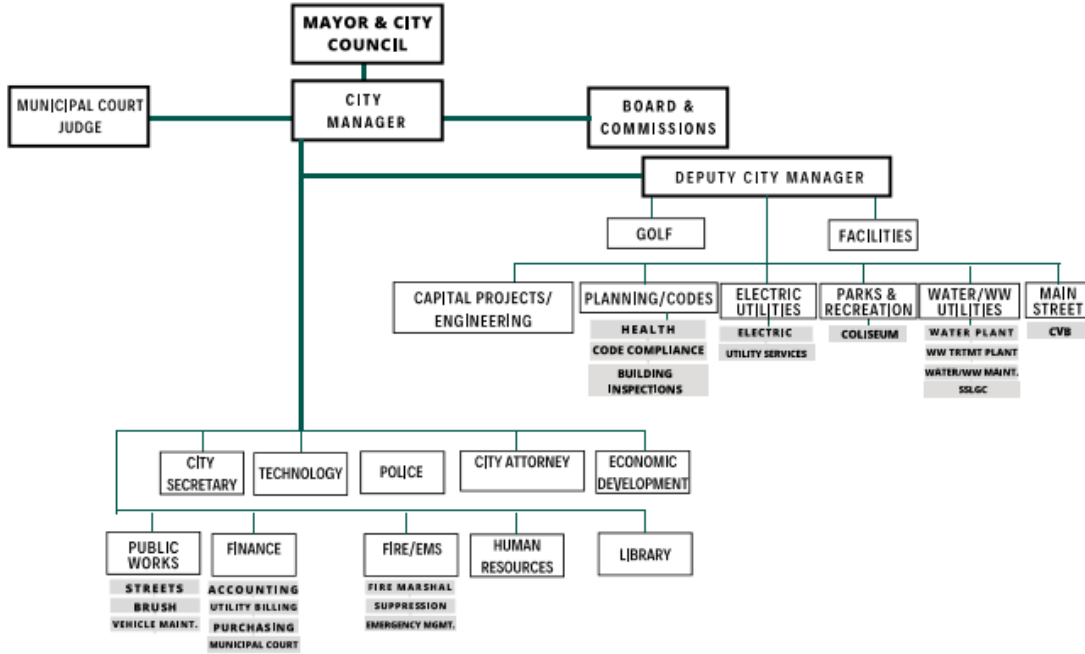 MAYOR & CITY
COUNCIL
CITY
MANAGER
MUNICIPAL COURT
JUDGE
BOARD &
COMMISSIONS
DEPUTY CITY MANAGER
GOLF
FACILITIES
CAPITAL PROJECTS/
ENGINEERING
PLANNING/CODES
HEALTH
CODE COMPLIANCE
BUILDING
INSPECTIONS
ELECTRIC
UTILITIES
ELECTRIC
UTILITY SERVICES
PARKS &
RECREATION
COLISEUM
WATER/WW
UTILITIES
WATER PLANT
WW TRTMT PLANT
WATER/WW MAINT.
SSLGC
MAIN
STREET
CVB
CITY
SECRETARY
TECHNOLOGY
POLICE
CITY ATTORNEY
ECONOMIC
DEVELOPMENT
PUBLIC
WORKS
STREETS
BRUSH
VEHICLE MAINT.
FINANCE
ACCOUNTING
UTILITY BILLING
PURCHASING
MUNICIPAL COURT
FIRE/EMS
FIRE MARSHAL
SUPPRESSION
EMERGENCY MGMT.
HUMAN
RESOURCES
LIBRARY